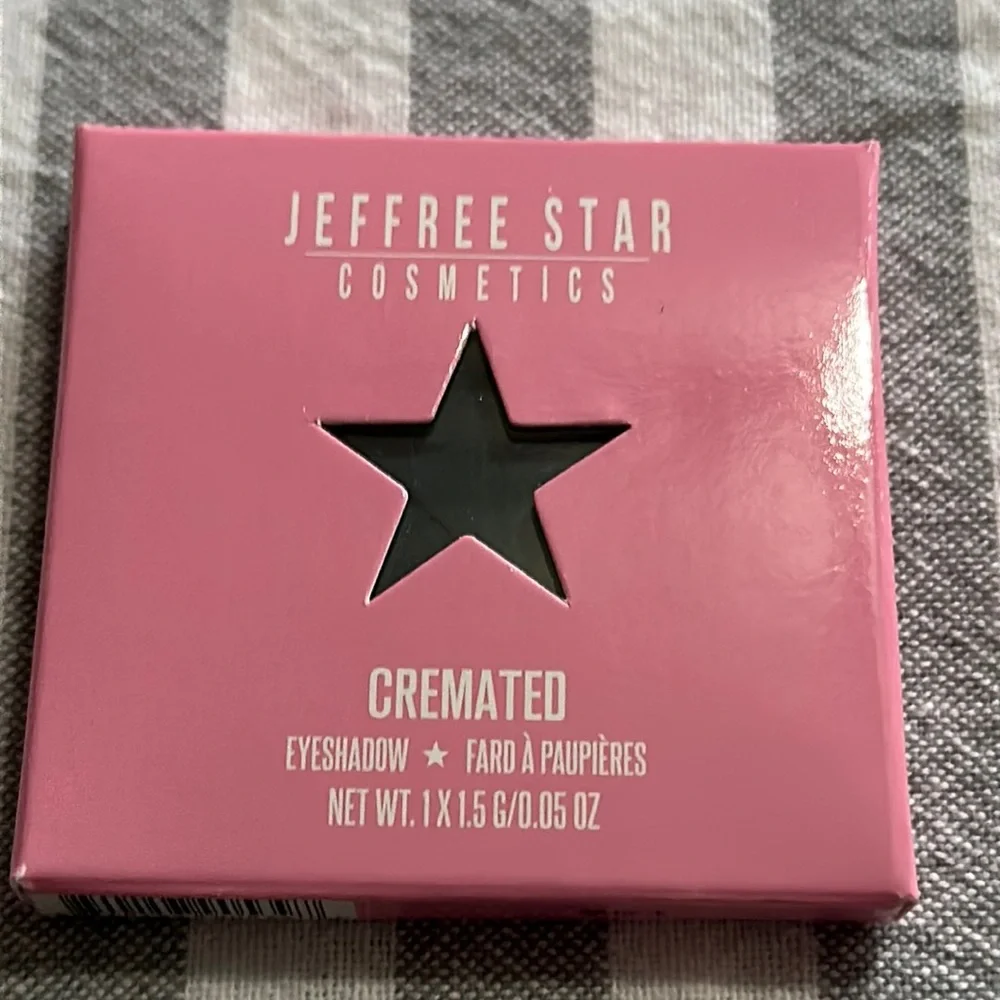 JEFFREE STAR
COSMETICS
CREMATED
EYESHADOW ★ FARD À PAUPIÈRES
NET WT. 1 X 1.5 G/0.05 OZ